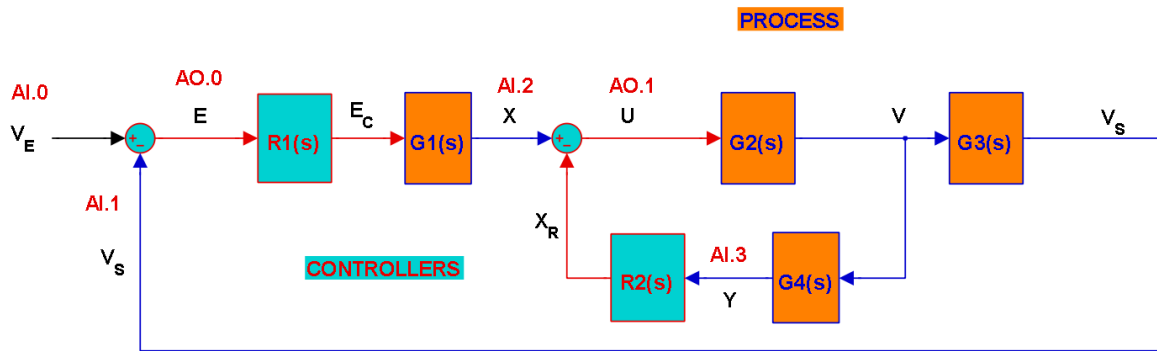 PROCESS
AI.0
AO.0
AI.2
AO.1
V_E
E
E_C
X
U
V
V_S
+
−
R1(s)
G1(s)
+
−
G2(s)
G3(s)
AI.1
V_S
X_R
AI.3
CONTROLLERS
R2(s)
Y
G4(s)